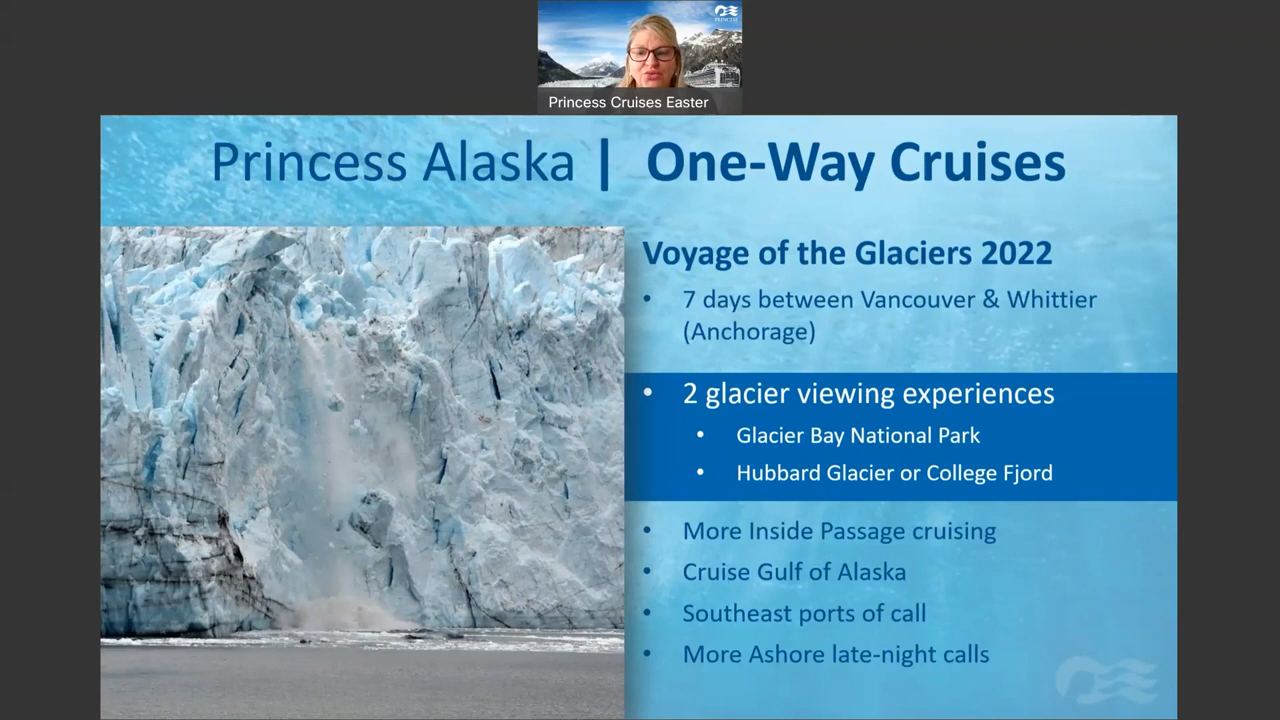 PRINCESS
Princess Cruises Easter
Princess Alaska | One-Way Cruises
Voyage of the Glaciers 2022
• 7 days between Vancouver & Whittier
(Anchorage)
• 2 glacier viewing experiences
• Glacier Bay National Park
• Hubbard Glacier or College Fjord
• More Inside Passage cruising
• Cruise Gulf of Alaska
• Southeast ports of call
• More Ashore late-night calls